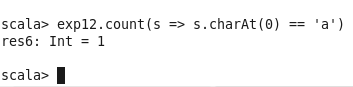 scala> exp12.count(s => s.charAt(0) == 'a')
res6: Int = 1
scala>